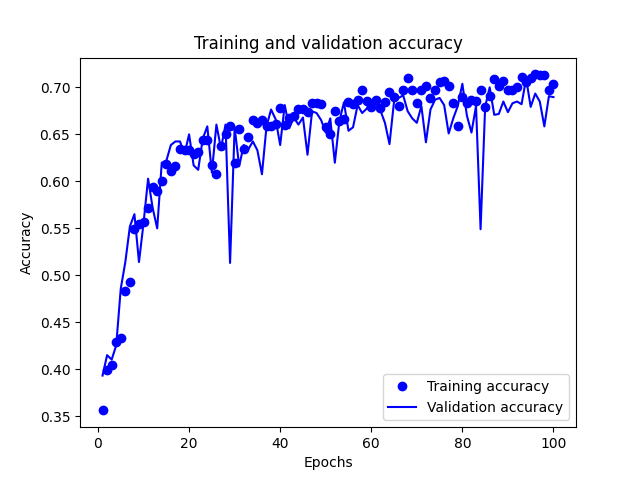 Training and validation accuracy
Accuracy
0.70
0.65
0.60
0.55
0.50
0.45
0.40
0.35
0
20
40
60
80
100
Epochs
Training accuracy
Validation accuracy